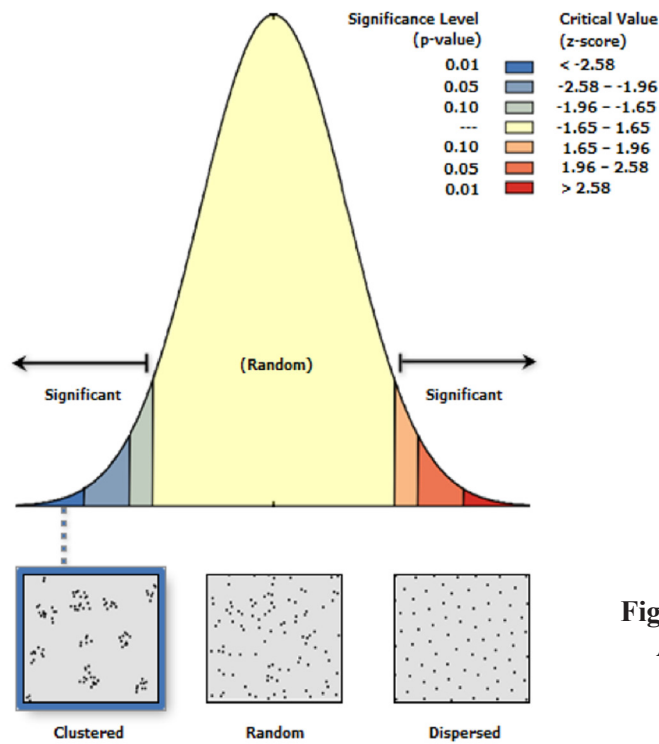 Significance Level (p-value) Critical Value (z-score)
0.01 < -2.58
0.05 -2.58 – -1.96
0.10 -1.96 – -1.65
--- -1.65 – 1.65
0.10 1.65 – 1.96
0.05 1.96 – 2.58
0.01 > 2.58
(Random)
Significant Significant
Fig
Clustered Random Dispersed